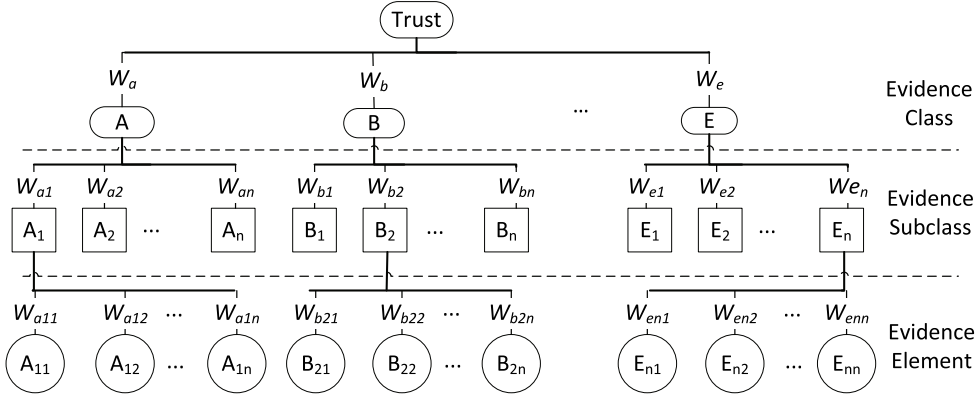 Trust
Wa Wb We
A B ... E
Evidence
Class
Wa1 Wa2 Wan Wb1 Wb2 Wbn We1 We2 Wen
A1 A2 ... An B1 B2 ... Bn E1 E2 ... En
Evidence
Subclass
Wa11 Wa12 ... Wa1n Wb21 Wb22 ... Wb2n Wen1 Wen2 ... Wenn
A11 A12 ... A1n B21 B22 ... B2n En1 En2 ... Enn
Evidence
Element